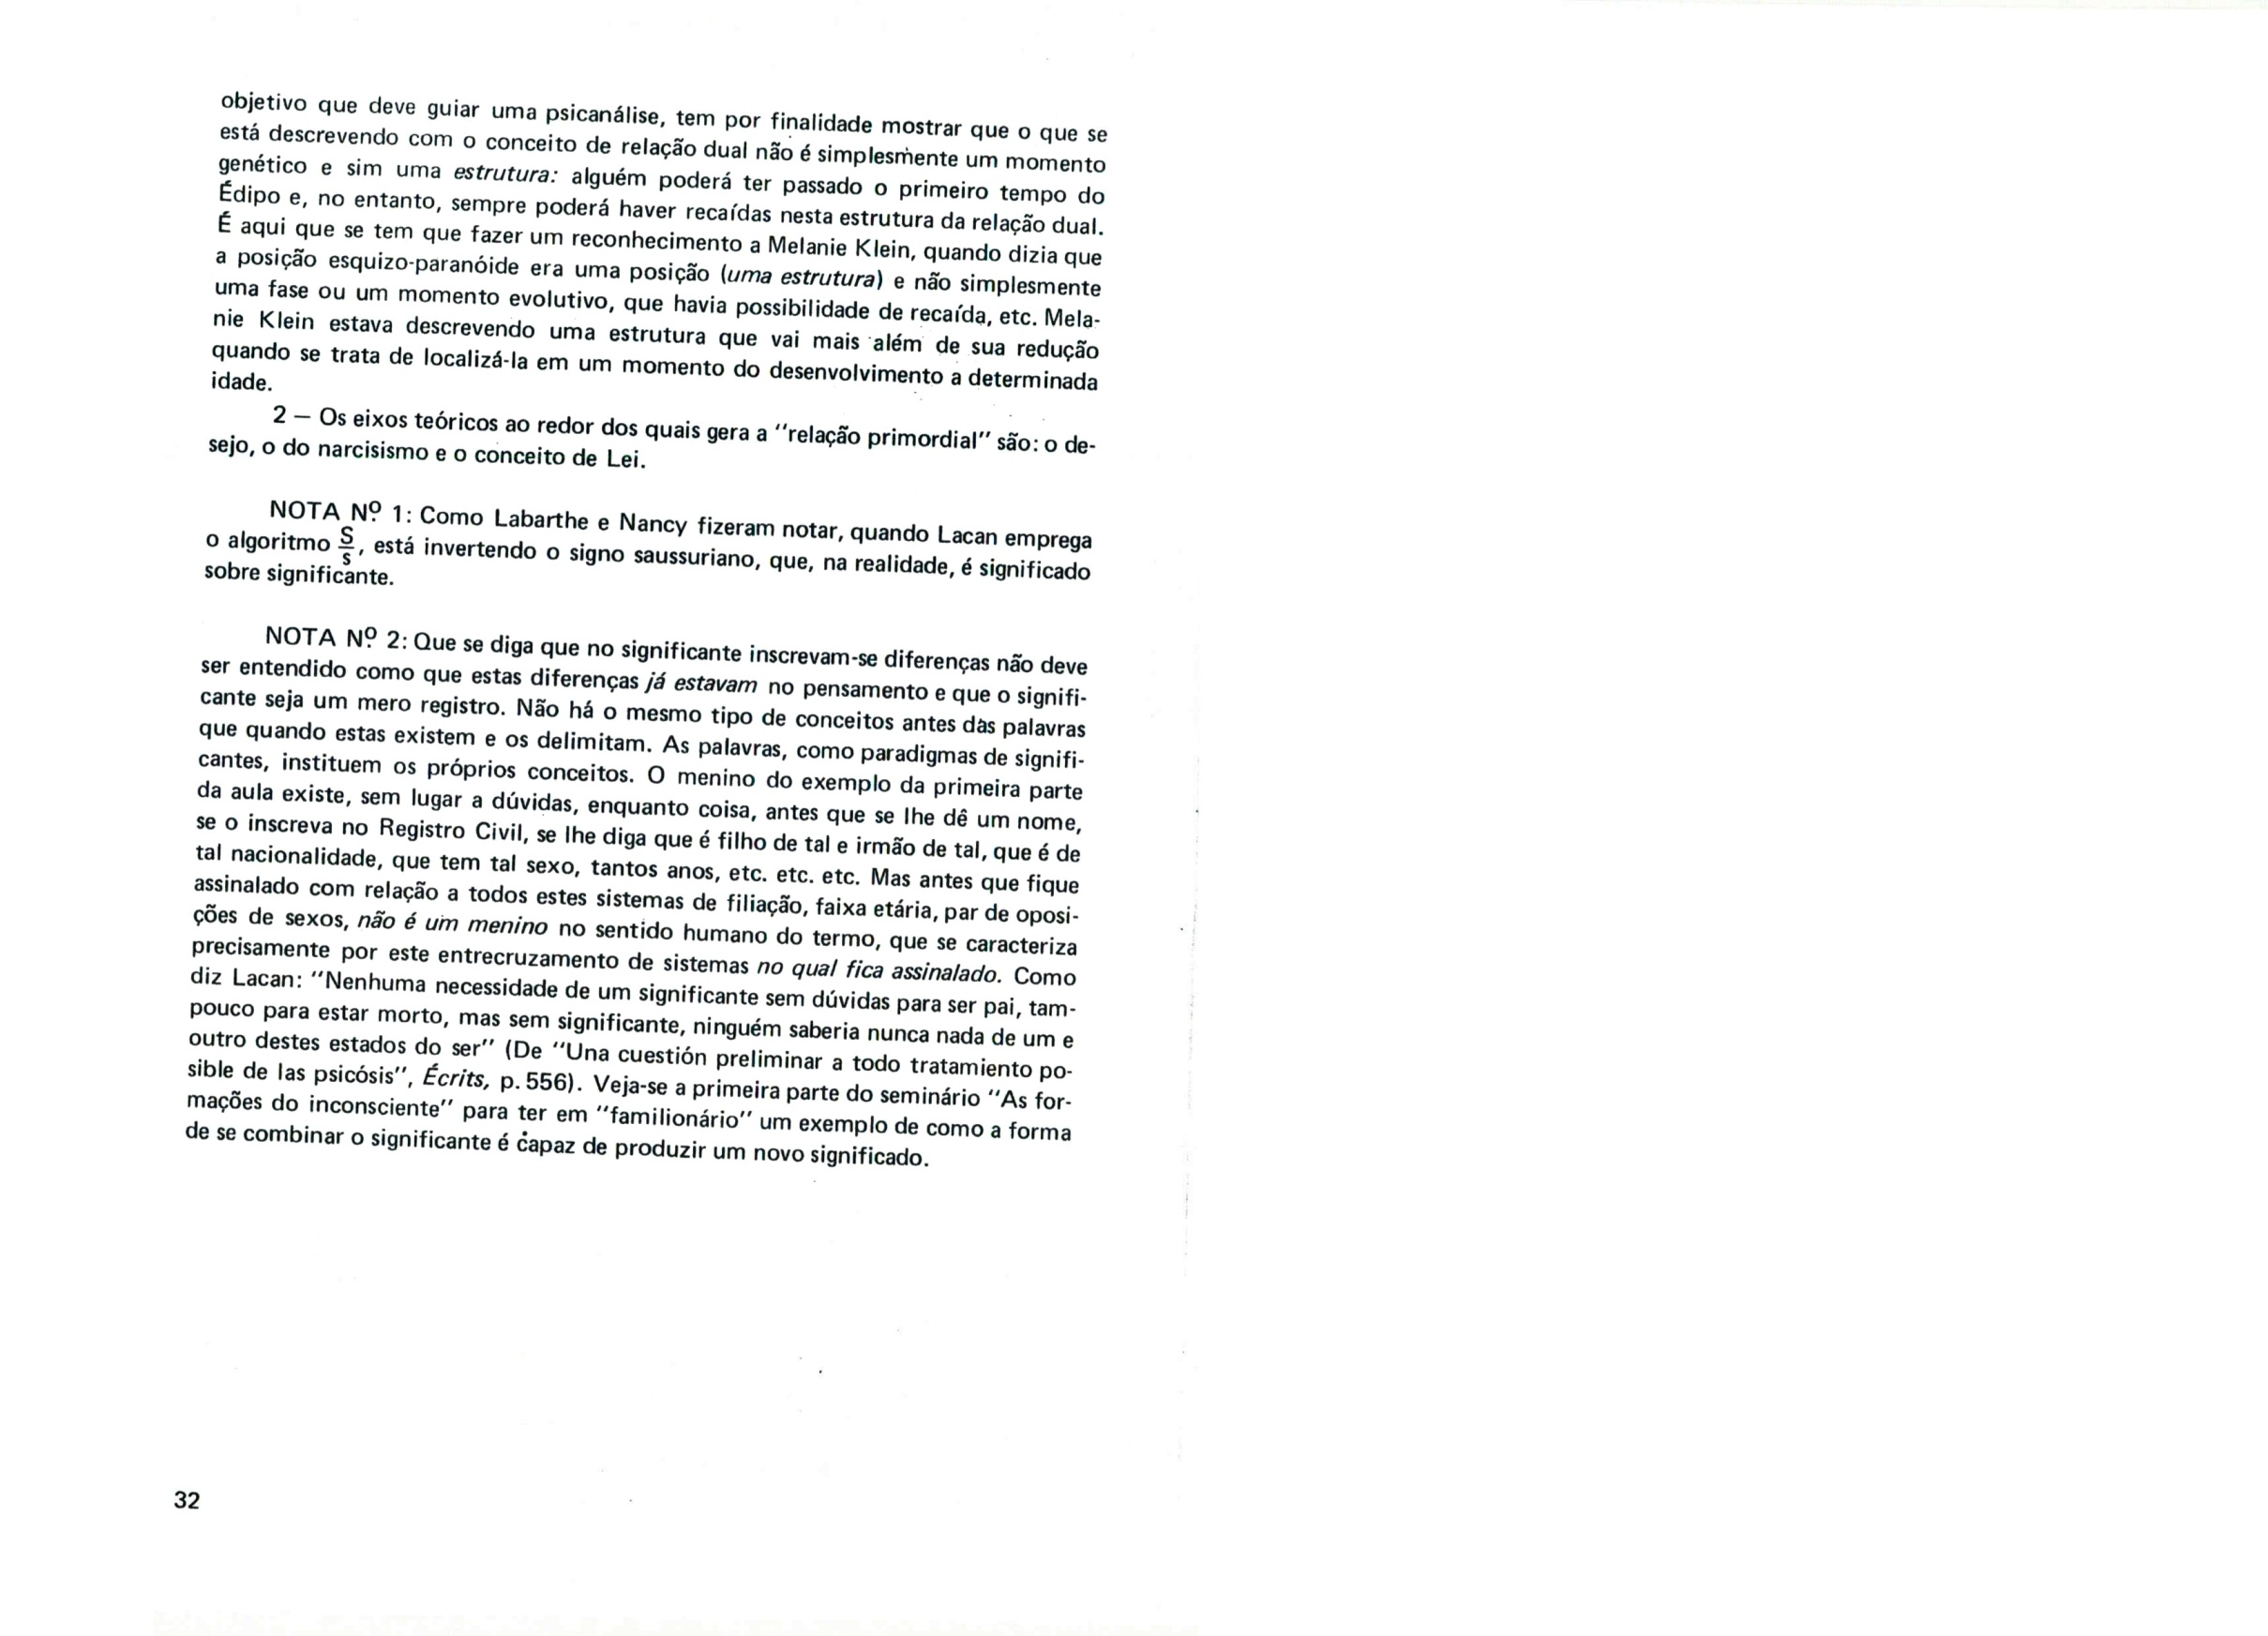 objetivo que deve guiar uma psicanálise, tem por finalidade mostrar que o que se
está descrevendo com o conceito de relação dual não é simplesmente um momento
genético e sim uma estrutura: alguém poderá ter passado o primeiro tempo do
Édipo e, no entanto, sempre poderá haver recaídas nesta estrutura da relação dual.
É aqui que se tem que fazer um reconhecimento a Melanie Klein, quando dizia que
a posição esquizo-paranóide era uma posição (uma estrutura) e não simplesmente
uma fase ou um momento evolutivo, que havia possibilidade de recaída, etc. Mela-
nie Klein estava descrevendo uma estrutura que vai mais além de sua redução
quando se trata de localizá-la em um momento do desenvolvimento a determinada
idade.
2 — Os eixos teóricos ao redor dos quais gera a "relação primordial" são: o de-
sejo, o do narcisismo e o conceito de Lei.
NOTA Nº 1: Como Labarthe e Nancy fizeram notar, quando Lacan emprega
o algoritmo S/s, está invertendo o signo saussuriano, que, na realidade, é significado
sobre significante.
NOTA Nº 2: Que se diga que no significante inscrevam-se diferenças não deve
ser entendido como que estas diferenças já estavam no pensamento e que o signifi-
cante seja um mero registro. Não há o mesmo tipo de conceitos antes das palavras
que quando estas existem e os delimitam. As palavras, como paradigmas de signifi-
cantes, instituem os próprios conceitos. O menino do exemplo da primeira parte
da aula existe, sem lugar a dúvidas, enquanto coisa, antes que se lhe dê um nome,
se o inscreva no Registro Civil, se lhe diga que é filho de tal e irmão de tal, que é de
tal nacionalidade, que tem tal sexo, tantos anos, etc. etc. etc. Mas antes que fique
assinalado com relação a todos estes sistemas de filiação, faixa etária, par de oposi-
ções de sexos, não é um menino no sentido humano do termo, que se caracteriza
precisamente por este entrecruzamento de sistemas no qual fica assinalado. Como
diz Lacan: "Nenhuma necessidade de um significante sem dúvidas para ser pai, tam-
pouco para estar morto, mas sem significante, ninguém saberia nunca nada de um e
outro destes estados do ser" (De "Una cuestión preliminar a todo tratamiento po-
sible de las psicósis", Écrits, p. 556). Veja-se a primeira parte do seminário "As for-
mações do inconsciente" para ter em "familionário" um exemplo de como a forma
de se combinar o significante é capaz de produzir um novo significado.
32